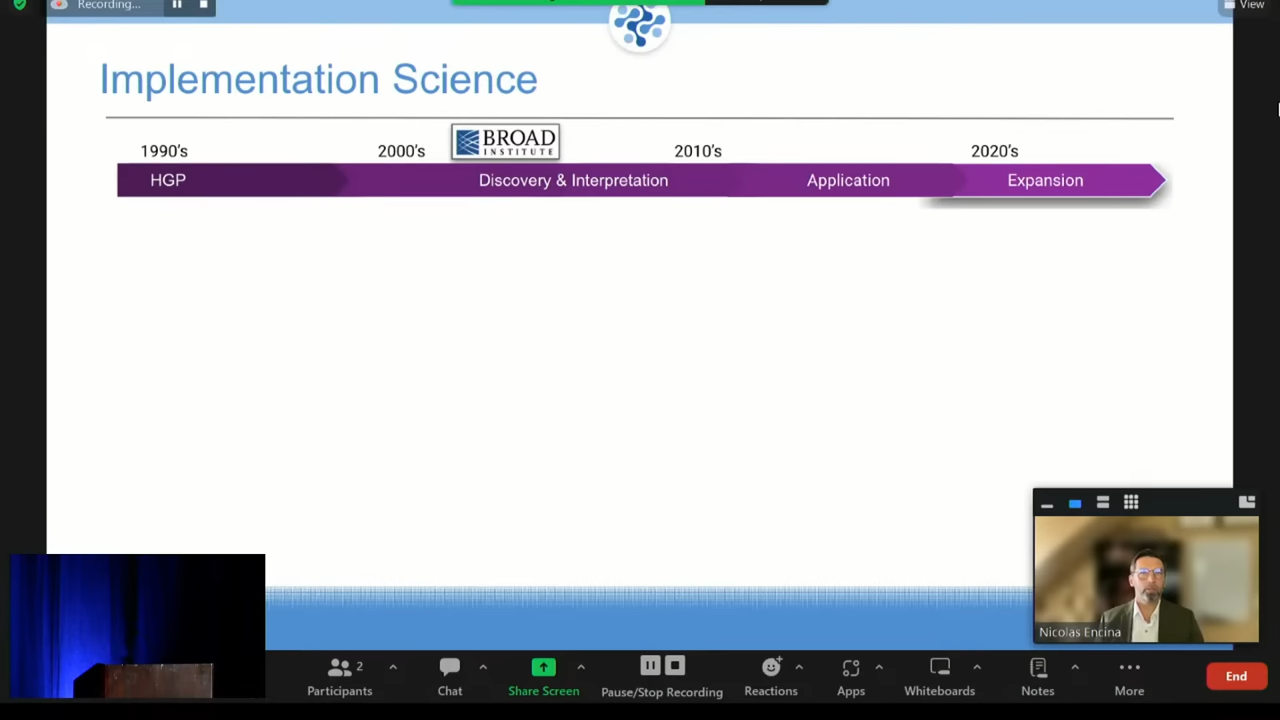 Recording...
View
Implementation Science
BROAD
INSTITUTE
1990's
2000's
2010's
2020's
HGP
Discovery & Interpretation
Application
Expansion
Nicolas Encina
2
Participants
Chat
Share Screen
Pause/Stop Recording
Reactions
Apps
Whiteboards
Notes
More
End